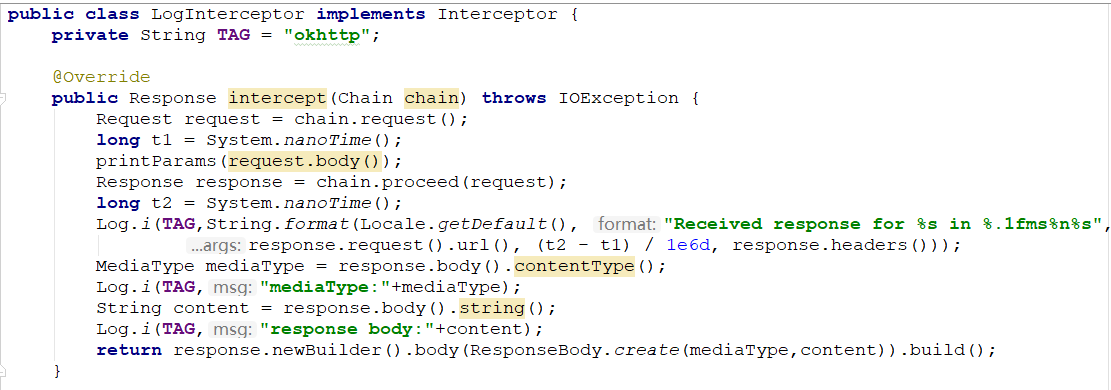 public class LogInterceptor implements Interceptor {
    private String TAG = "okhttp";
    @Override
    public Response intercept(Chain chain) throws IOException {
        Request request = chain.request();
        long t1 = System.nanoTime();
        printParams(request.body());
        Response response = chain.proceed(request);
        long t2 = System.nanoTime();
        Log.i(TAG,String.format(Locale.getDefault(), format: "Received response for %s in %.1fms%n%s",
                ...args: response.request().url(), (t2 - t1) / 1e6d, response.headers()));
        MediaType mediaType = response.body().contentType();
        Log.i(TAG, msg: "mediaType:"+mediaType);
        String content = response.body().string();
        Log.i(TAG, msg: "response body:"+content);
        return response.newBuilder().body(ResponseBody.create(mediaType,content)).build();
    }